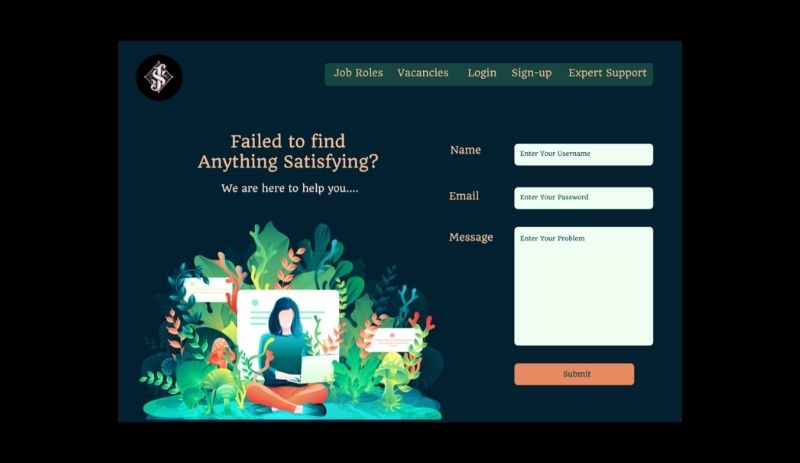 Job Roles Vacancies Login Sign-up Expert Support
Failed to find
Anything Satisfying?
We are here to help you....
Name
Enter Your Username
Email
Enter Your Password
Message
Enter Your Problem
Submit